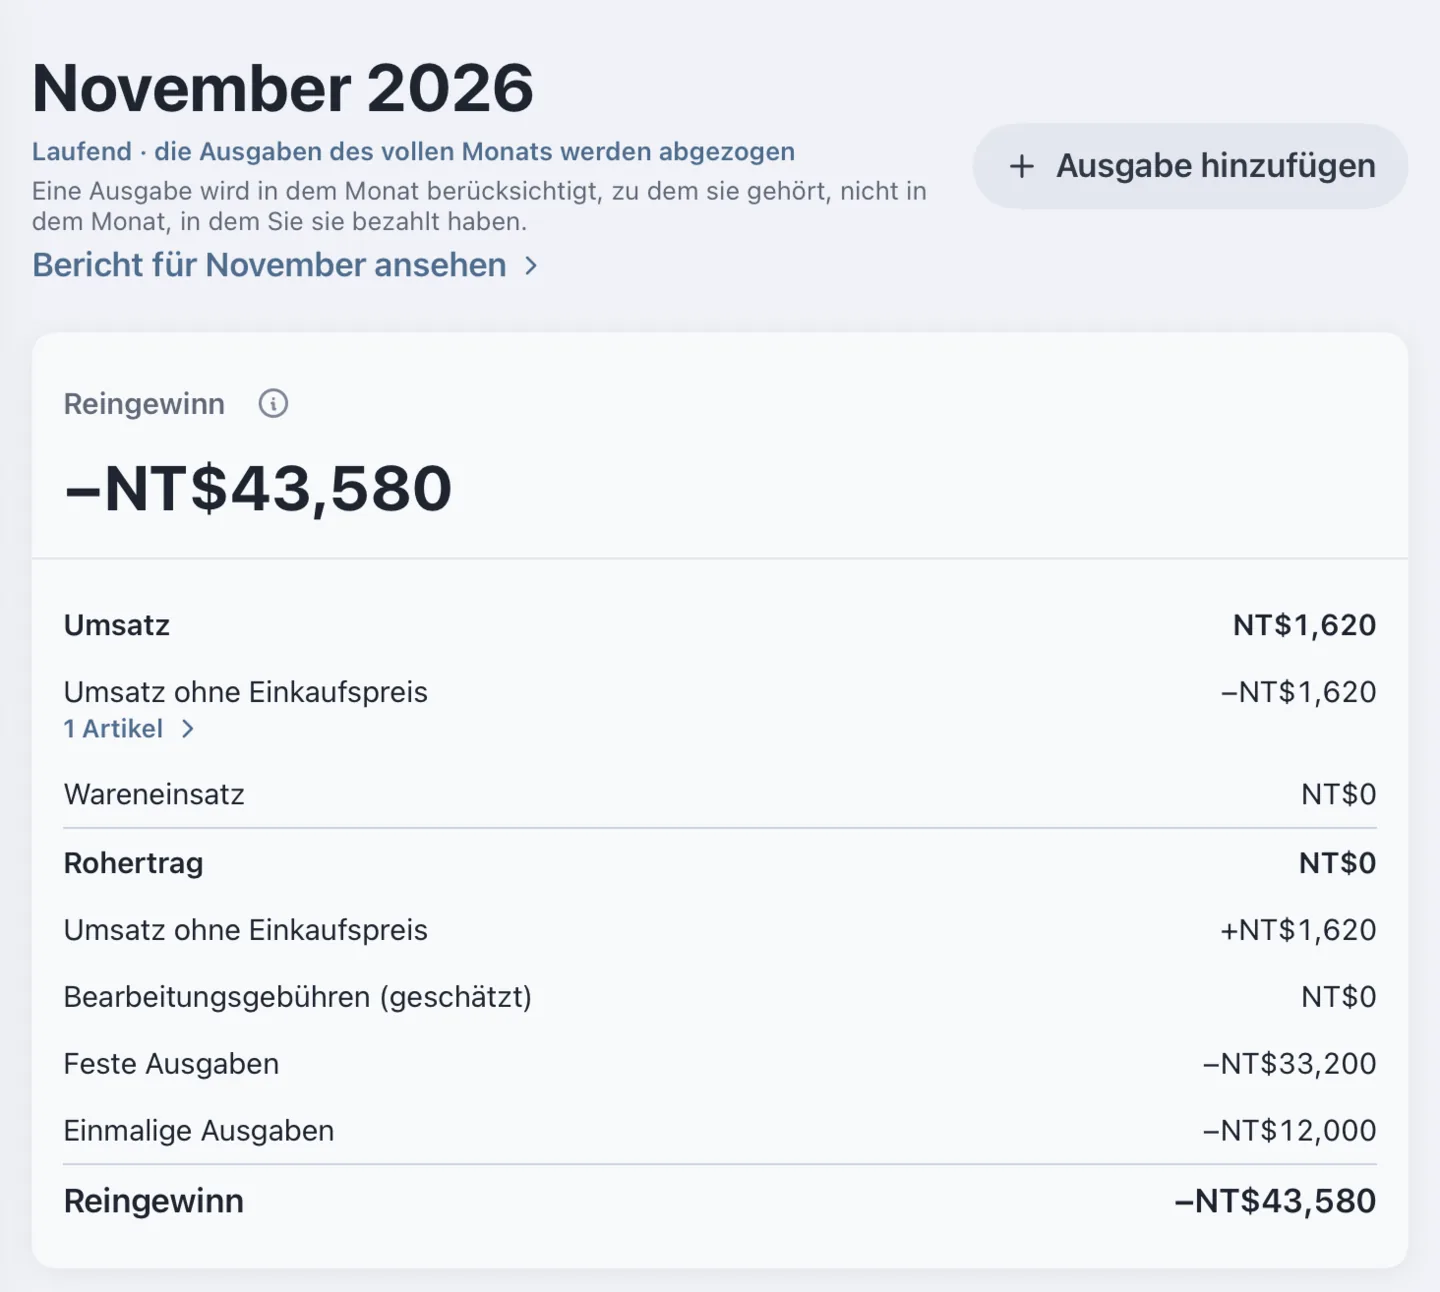 November 2026
Laufend · die Ausgaben des vollen Monats werden abgezogen
Eine Ausgabe wird in dem Monat berücksichtigt, zu dem sie gehört, nicht in
dem Monat, in dem Sie sie bezahlt haben.
Bericht für November ansehen
+ Ausgabe hinzufügen
Reingewinn
–NT$43,580
Umsatz NT$1,620
Umsatz ohne Einkaufspreis –NT$1,620
1 Artikel
Wareneinsatz NT$0
Rohertrag NT$0
Umsatz ohne Einkaufspreis +NT$1,620
Bearbeitungsgebühren (geschätzt) NT$0
Feste Ausgaben –NT$33,200
Einmalige Ausgaben –NT$12,000
Reingewinn –NT$43,580